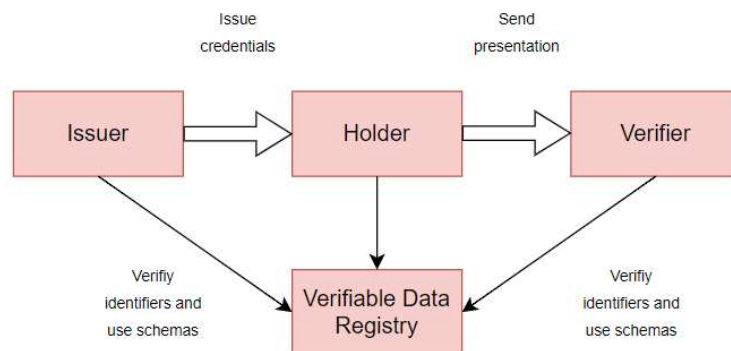 Issue
credentials
Send
presentation
Issuer
Holder
Verifier
Verifiy
identifiers and
use schemas
Verifiable Data
Registry
Verifiy
identifiers and
use schemas